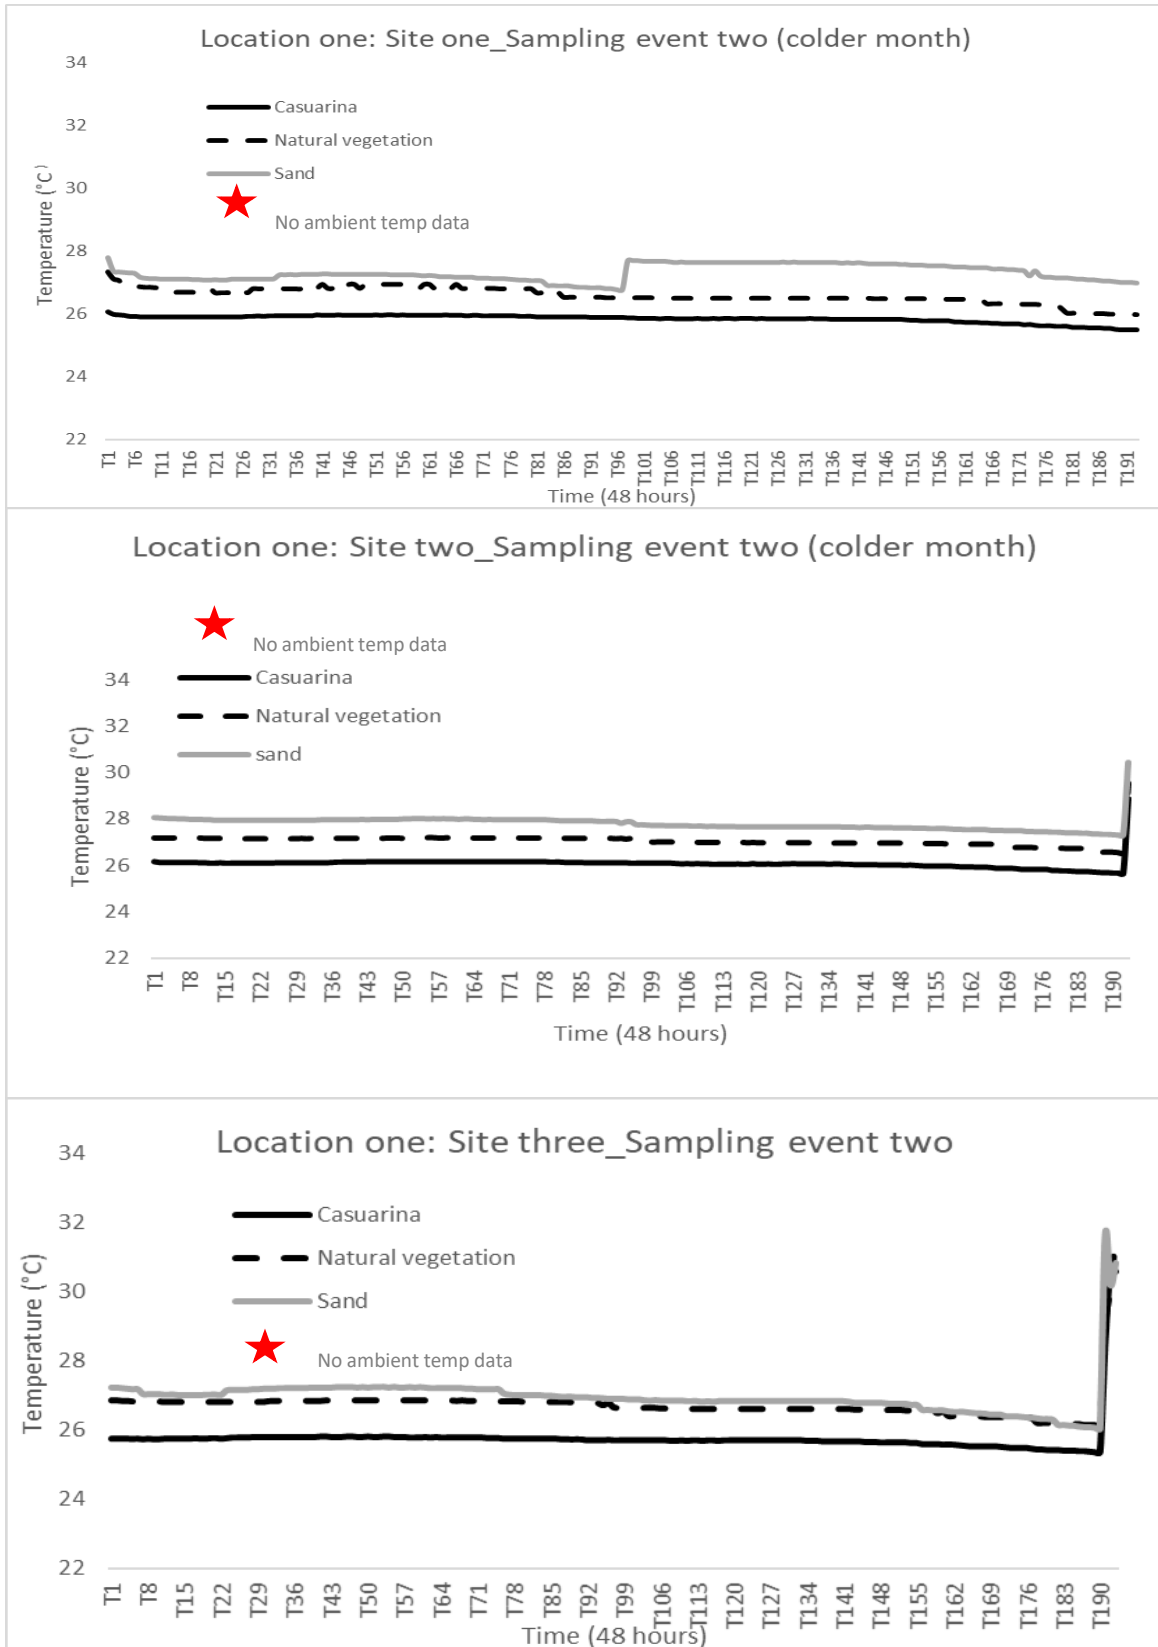 Location one: Site one_Sampling event two (colder month)
34
32
30
28
26
24
22
Temperature (°C)
Casuarina
Natural vegetation
Sand
No ambient temp data
T1 T6 T11 T16 T21 T26 T31 T36 T41 T46 T51 T56 T61 T66 T71 T76 T81 T86 T91 T96 T101 T106 T111 T116 T121 T126 T131 T136 T141 T146 T151 T156 T161 T166 T171 T176 T181 T186 T191
Time (48 hours)
Location one: Site two_Sampling event two (colder month)
No ambient temp data
Casuarina
Natural vegetation
sand
34
32
30
28
26
24
22
Temperature (°C)
T1 T8 T15 T22 T29 T36 T43 T50 T57 T64 T71 T78 T85 T92 T99 T106 T113 T120 T127 T134 T141 T148 T155 T162 T169 T176 T183 T190
Time (48 hours)
Location one: Site three_Sampling event two
34
32
30
28
26
24
22
Temperature (°C)
Casuarina
Natural vegetation
Sand
No ambient temp data
T1 T8 T15 T22 T29 T36 T43 T50 T57 T64 T71 T78 T85 T92 T99 T106 T113 T120 T127 T134 T141 T148 T155 T162 T169 T176 T183 T190
Time (48 hours)